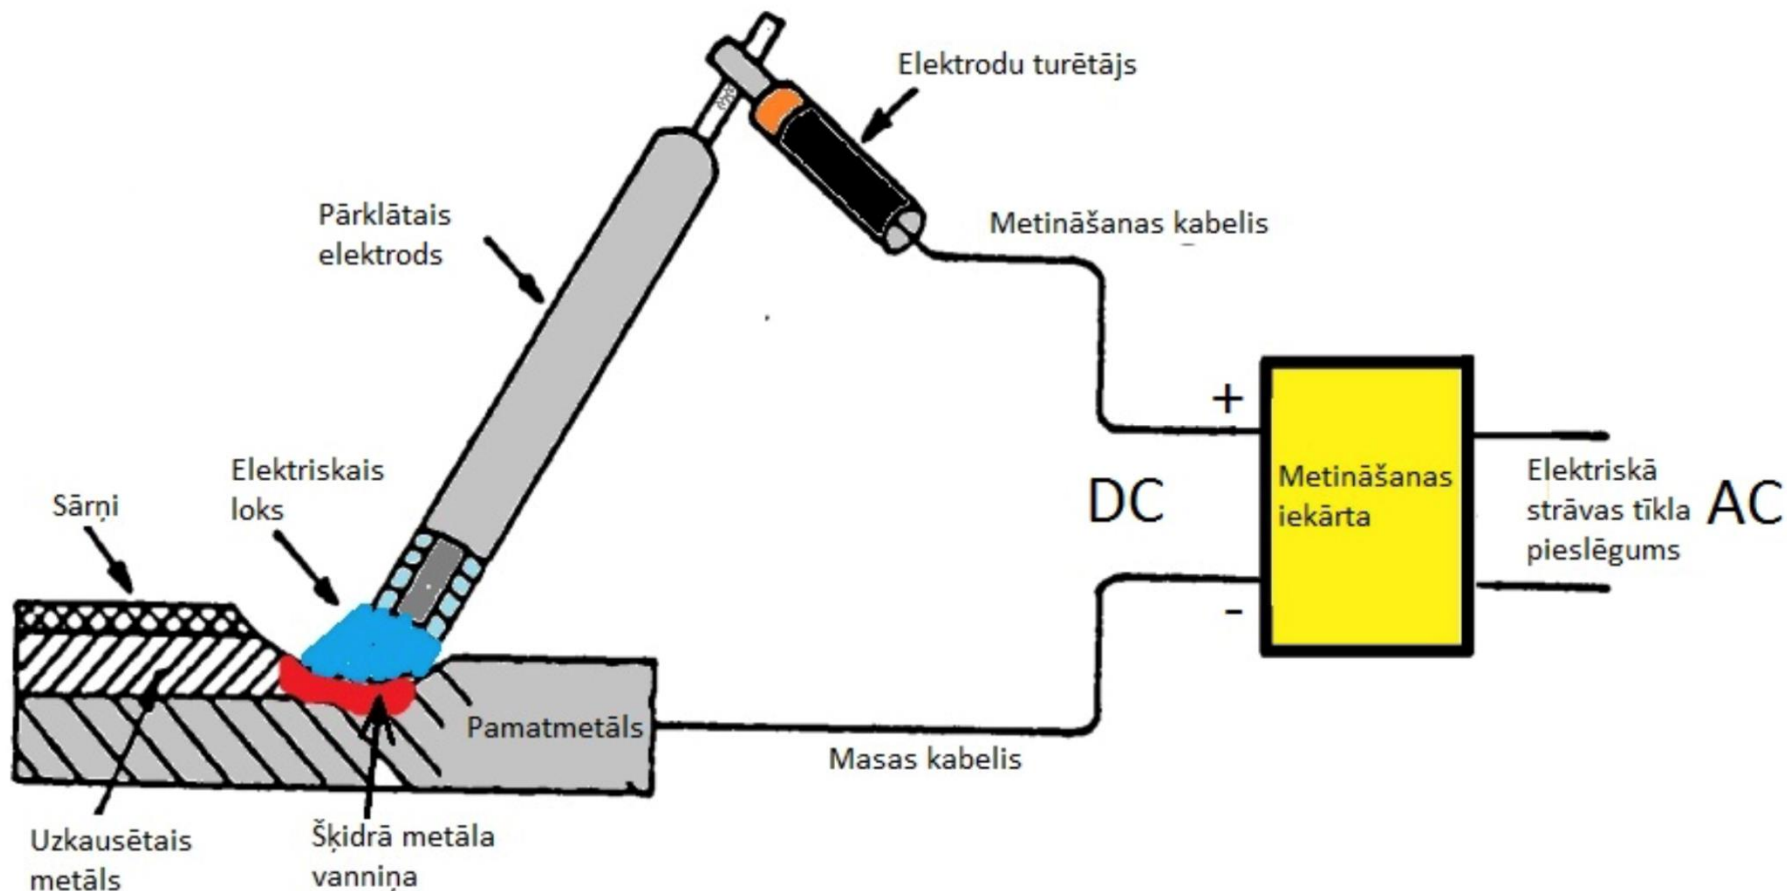 Elektrodu turētājs
Pārklātais
elektrods
Metināšanas kabelis
+
Elektriskais
loks
Sārņi
DC
Metināšanas
iekārta
Elektriskā
strāvas tīkla
pieslēgums
AC
-
Pamatmetāls
Masas kabelis
Uzkausētais
metāls
Šķidrā metāla
vanniņa